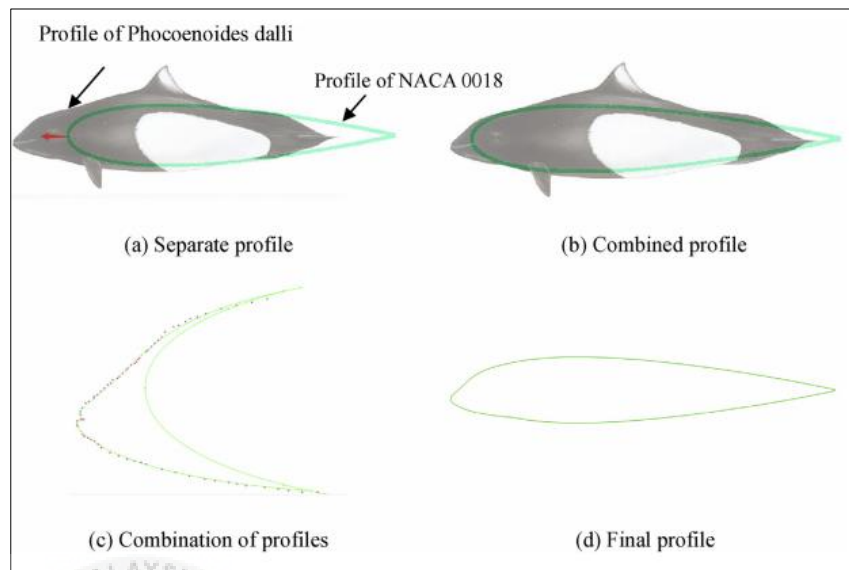 Profile of Phocoenoides dalli
Profile of NACA 0018
(a) Separate profile
(b) Combined profile
(c) Combination of profiles
(d) Final profile